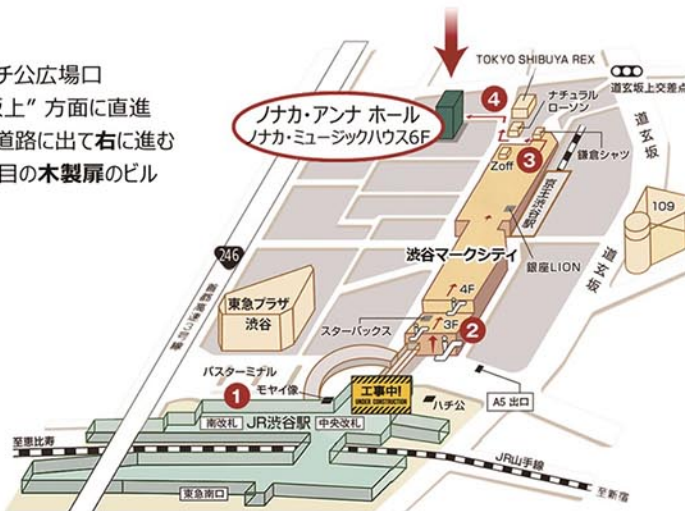 チ公広場口
坂上” 方面に直進
道路に出て右に進む
目の木製扉のビル
TOKYO SHIBUYA REX
道玄坂上交差点
ナチュラル
ローソン
4
ノナカ・アンナ ホール
ノナカ・ミュージックハウス6F
3
鎌倉シャツ
Zoff
道玄坂
京王渋谷駅
109
渋谷マークシティ
銀座LION
道玄坂
246
首都高速3号線
東急プラザ
渋谷
4F
3F
2
スターバックス
バスターミナル
モヤイ像
1
工事中!
UNDER CONSTRUCTION
ハチ公
A5 出口
南改札
JR渋谷駅
中央改札
至恵比寿
JR山手線
東急南口
至新宿